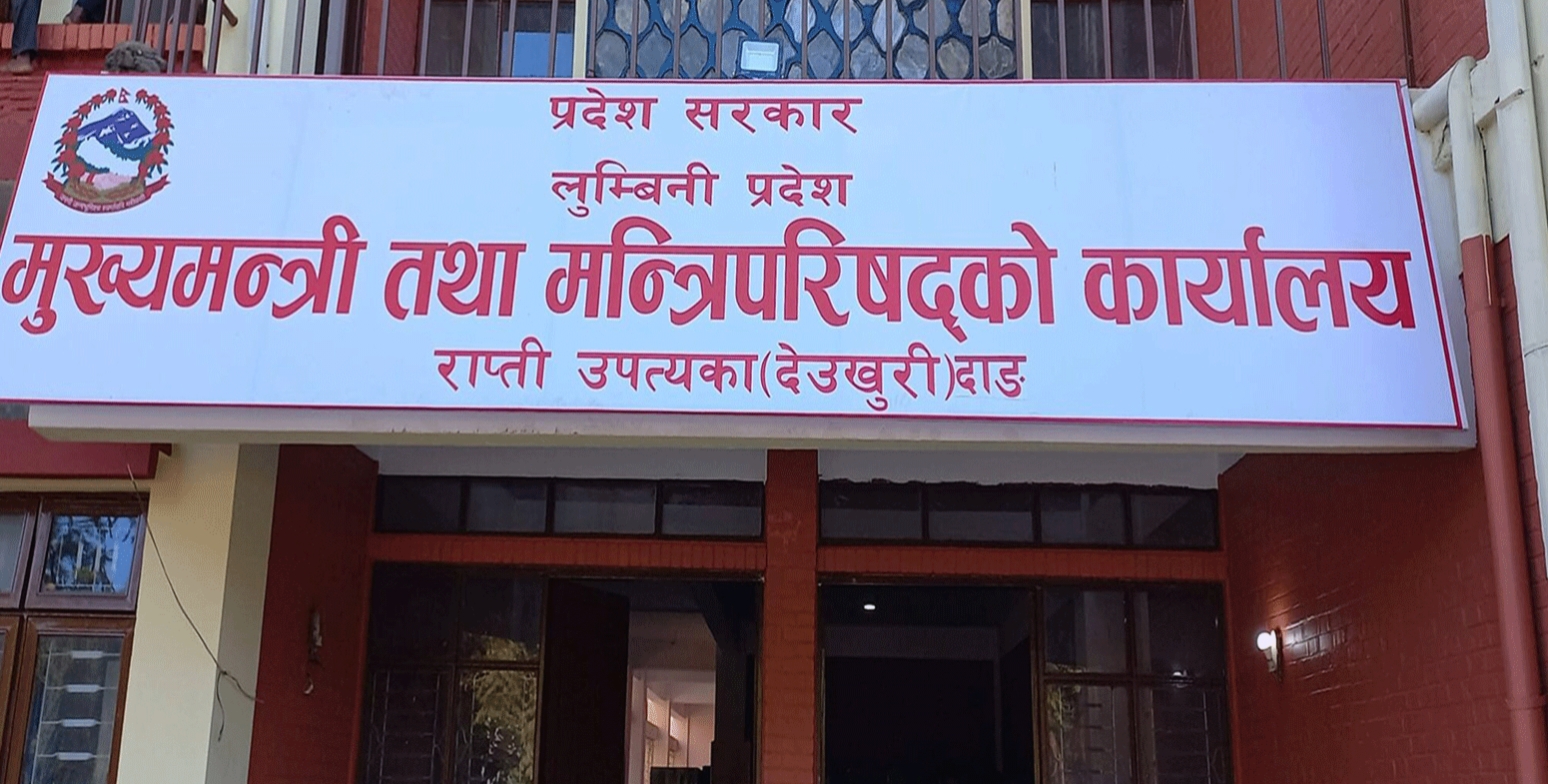 प्रदेश सरकार
लुम्बिनी प्रदेश
मुख्यमन्त्री तथा मन्त्रिपरिषद्को कार्यालय
राप्ती उपत्यका(देउखुरी)दाङ